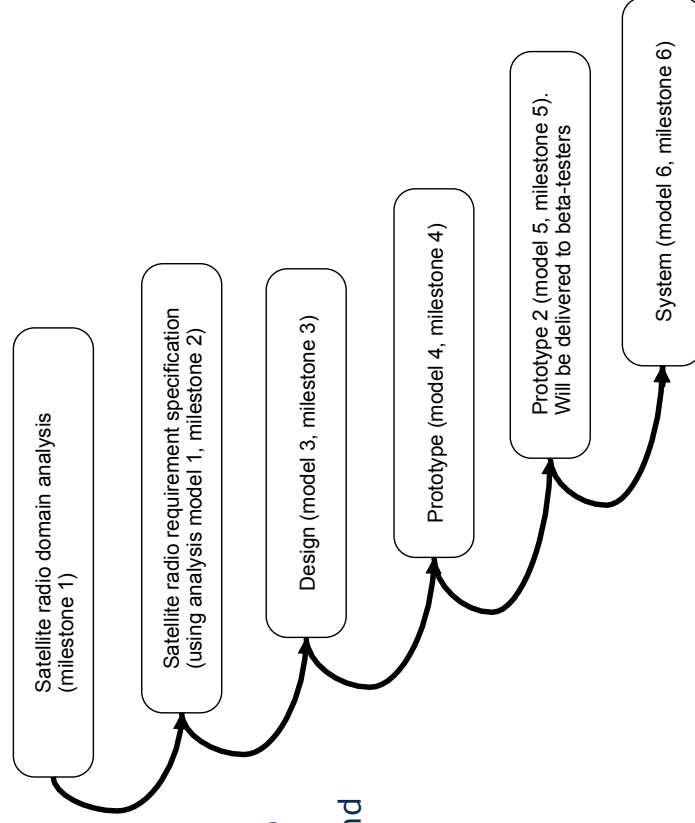 Satellite radio domain analysis
(milestone 1)
Satellite radio requirement specification
(using analysis model 1, milestone 2)
Design (model 3, milestone 3)
Prototype (model 4, milestone 4)
Prototype 2 (model 5, milestone 5).
Will be delivered to beta-testers
System (model 6, milestone 6)